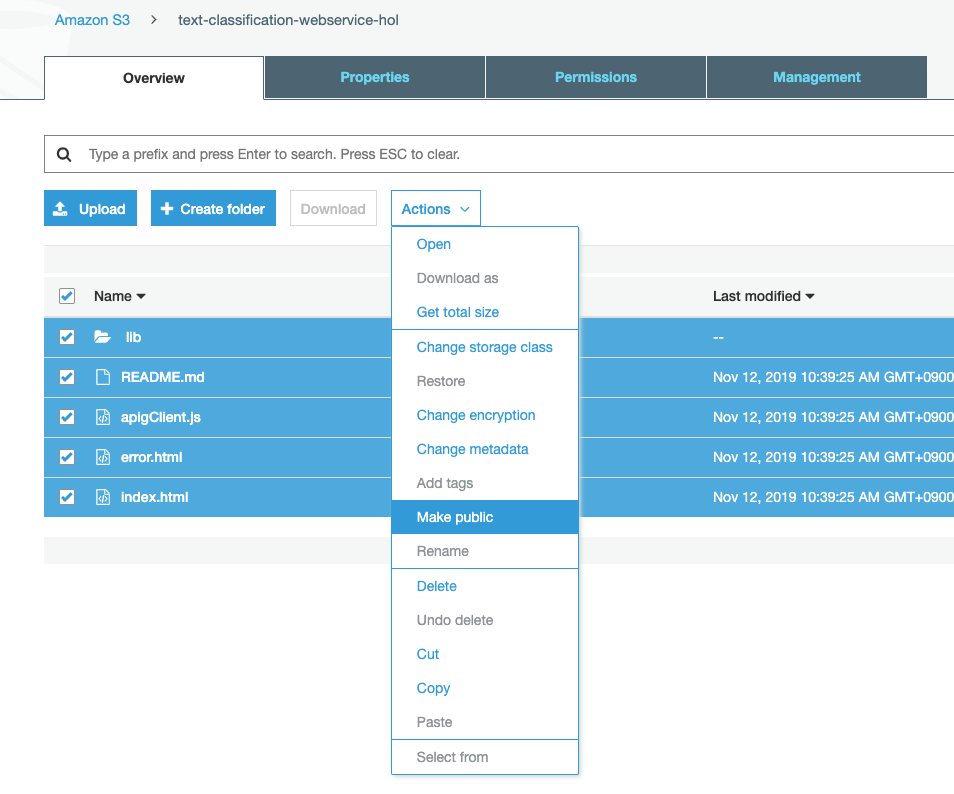 Amazon S3 > text-classification-webservice-hol
Overview Properties Permissions Management
Type a prefix and press Enter to search. Press ESC to clear.
Upload Create folder Download Actions
Open
Download as
Get total size
Change storage class
Restore
Change encryption
Change metadata
Add tags
Make public
Rename
Delete
Undo delete
Cut
Copy
Paste
Select from
Name Last modified
lib --
README.md Nov 12, 2019 10:39:25 AM GMT+0900
apigClient.js Nov 12, 2019 10:39:25 AM GMT+0900
error.html Nov 12, 2019 10:39:25 AM GMT+0900
index.html Nov 12, 2019 10:39:25 AM GMT+0900